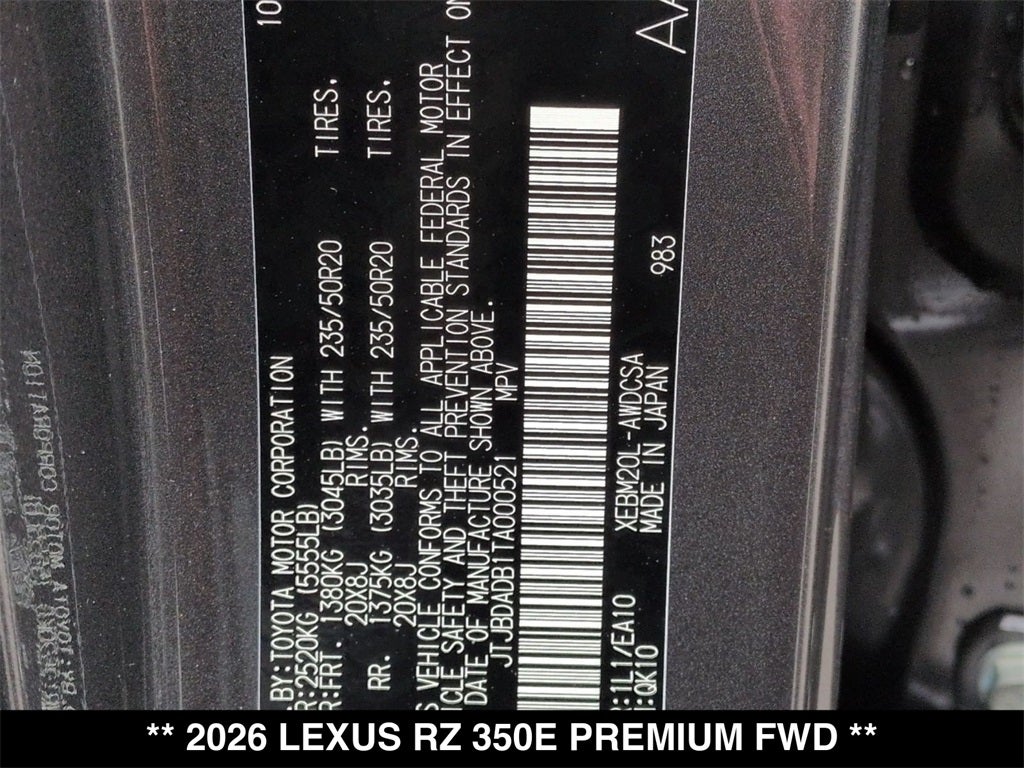 10
BY:TOYOTA MOTOR CORPORATION
R:2520KG (5555LB)
R:FRT. 1380KG (3045LB) WITH 235/50R20 TIRES,
20X8J RIMS.
RR. 1375KG (3035LB) WITH 235/50R20 TIRES,
20X8J RIMS.
S VEHICLE CONFORMS TO ALL APPLICABLE FEDERAL MOTOR
ICLE SAFETY AND THEFT PREVENTION STANDARDS IN EFFECT ON
DATE OF MANUFACTURE SHOWN ABOVE.
JTJBDADB1TA000521 MPV
:1L1/EA10 XEBM20L-AWDCSA 983
:QK10 MADE IN JAPAN
AA
** 2026 LEXUS RZ 350E PREMIUM FWD **